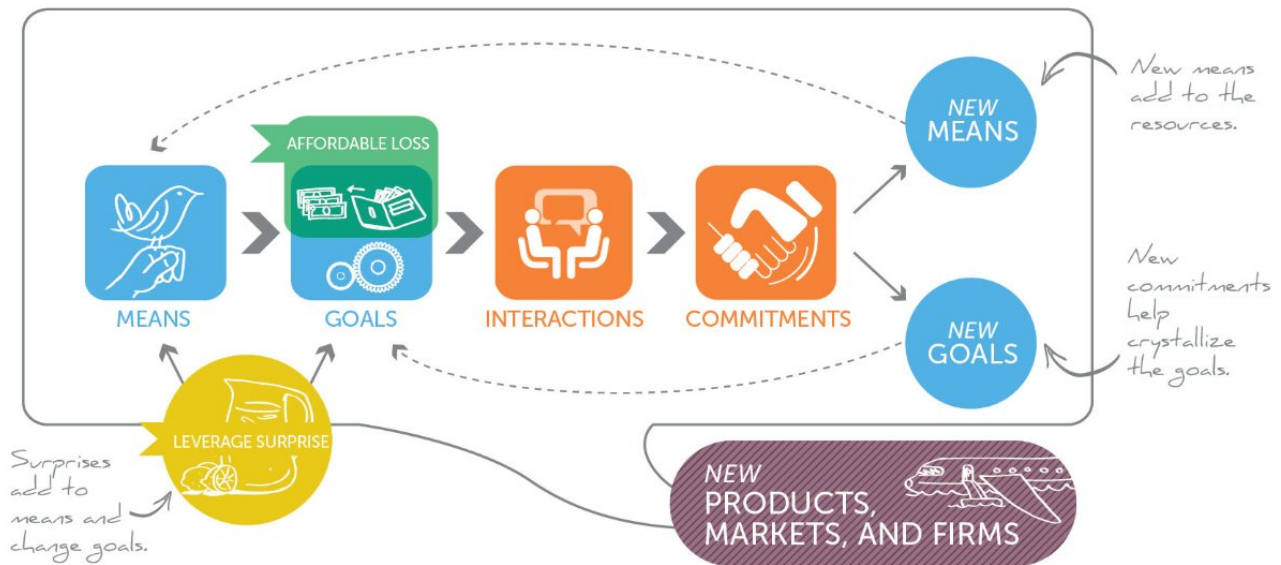 NEW
MEANS
New means
add to the
resources.
AFFORDABLE LOSS
MEANS
GOALS
INTERACTIONS
COMMITMENTS
NEW
GOALS
New
commitments
help
crystallize
the goals.
LEVERAGE SURPRISE
Surprises
add to
means and
change goals.
NEW
PRODUCTS,
MARKETS, AND FIRMS